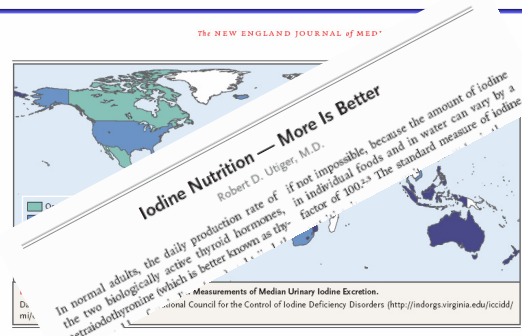 The NEW ENGLAND JOURNAL of MED
Iodine Nutrition — More Is Better
Robert D. Utiger, M.D.
In normal adults, the daily production rate of
the two biologically active thyroid hormones,
(which is better known as thy-
if not impossible, because the amount of iodine
in individual foods and in water can vary by a
factor of 100.2,3 The standard measure of iodine
Measurements of Median Urinary Iodine Excretion.
Council for the Control of Iodine Deficiency Disorders (http://indorgs.virginia.edu/iccidd/